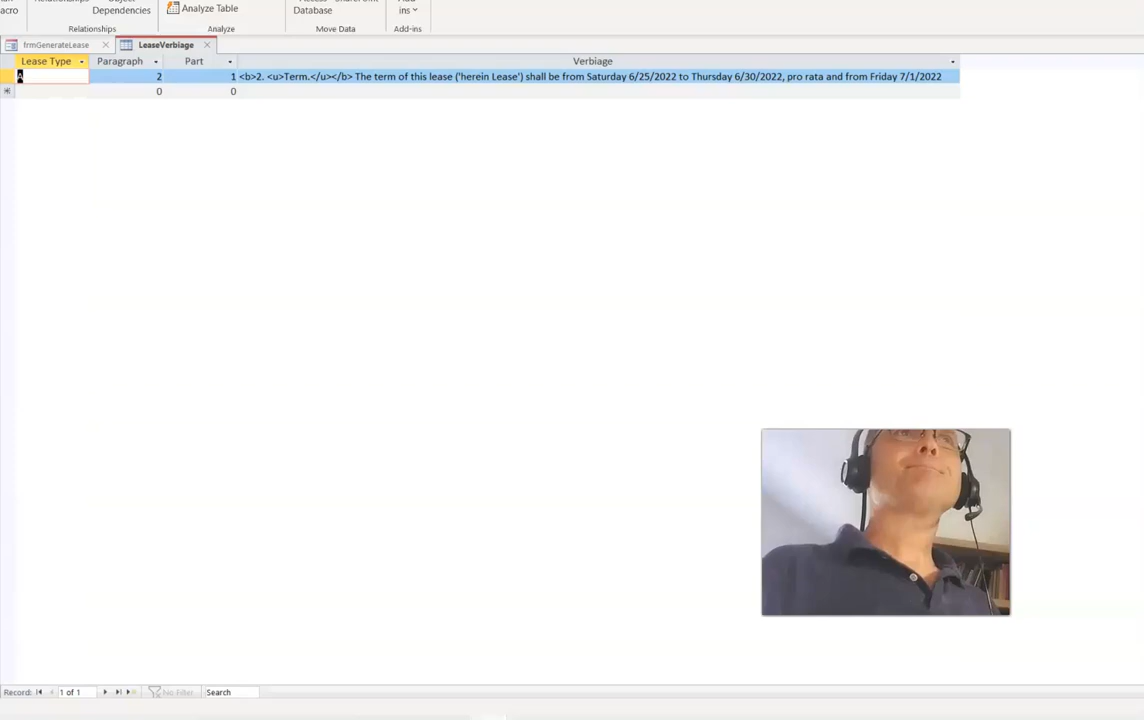 acro
Dependencies
Analyze Table
Database
ins
Relationships
Analyze
Move Data
Add-ins
frmGenerateLease
LeaseVerbiage
Lease Type Paragraph Part Verbiage
A 2 1 <b>2. <u>Term.</u></b> The term of this lease ('herein Lease') shall be from Saturday 6/25/2022 to Thursday 6/30/2022, pro rata and from Friday 7/1/2022
0 0
Record: 1 of 1 No Filter Search